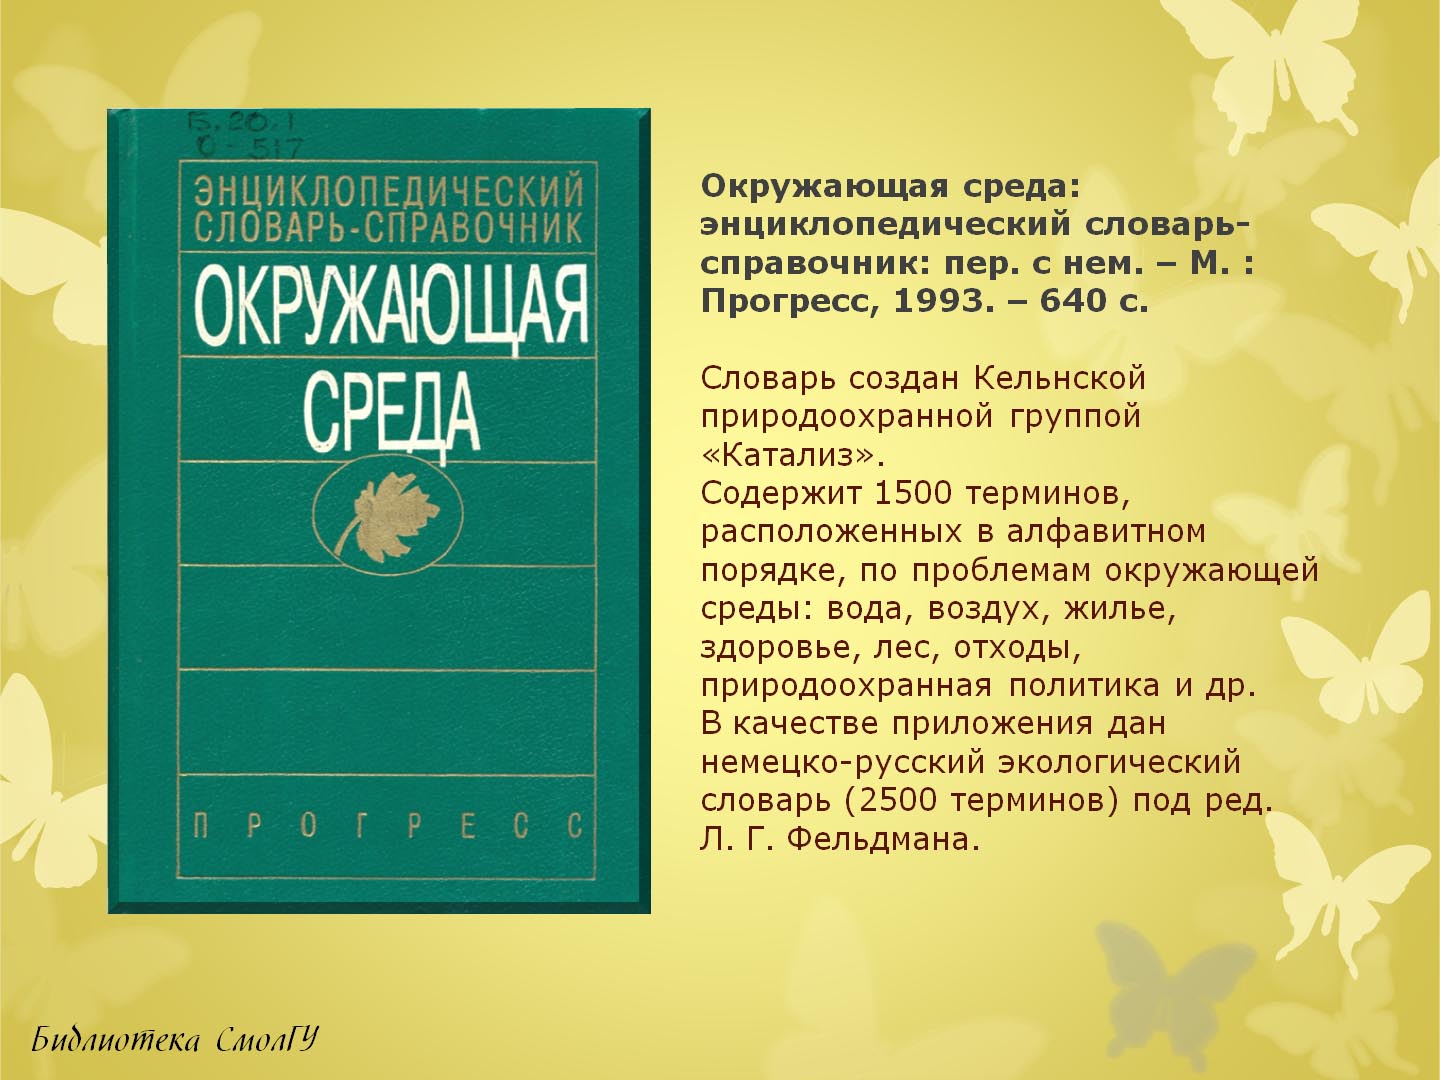 Б.20.1
О-517
ЭНЦИКЛОПЕДИЧЕСКИЙ
СЛОВАРЬ-СПРАВОЧНИК
ОКРУЖАЮЩАЯ
СРЕДА
ПРОГРЕСС
Окружающая среда:
энциклопедический словарь-
справочник: пер. с нем. – М. :
Прогресс, 1993. – 640 с.
Словарь создан Кельнской
природоохранной группой
«Катализ».
Содержит 1500 терминов,
расположенных в алфавитном
порядке, по проблемам окружающей
среды: вода, воздух, жилье,
здоровье, лес, отходы,
природоохранная политика и др.
В качестве приложения дан
немецко-русский экологический
словарь (2500 терминов) под ред.
Л. Г. Фельдмана.
Библиотека СмолГУ